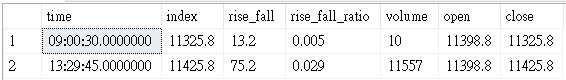 time index rise_fall rise_fall_ratio volume open close
1 09:00:30.0000000 11325.8 13.2 0.005 10 11398.8 11325.8
2 13:29:45.0000000 11425.8 75.2 0.029 11557 11398.8 11425.8